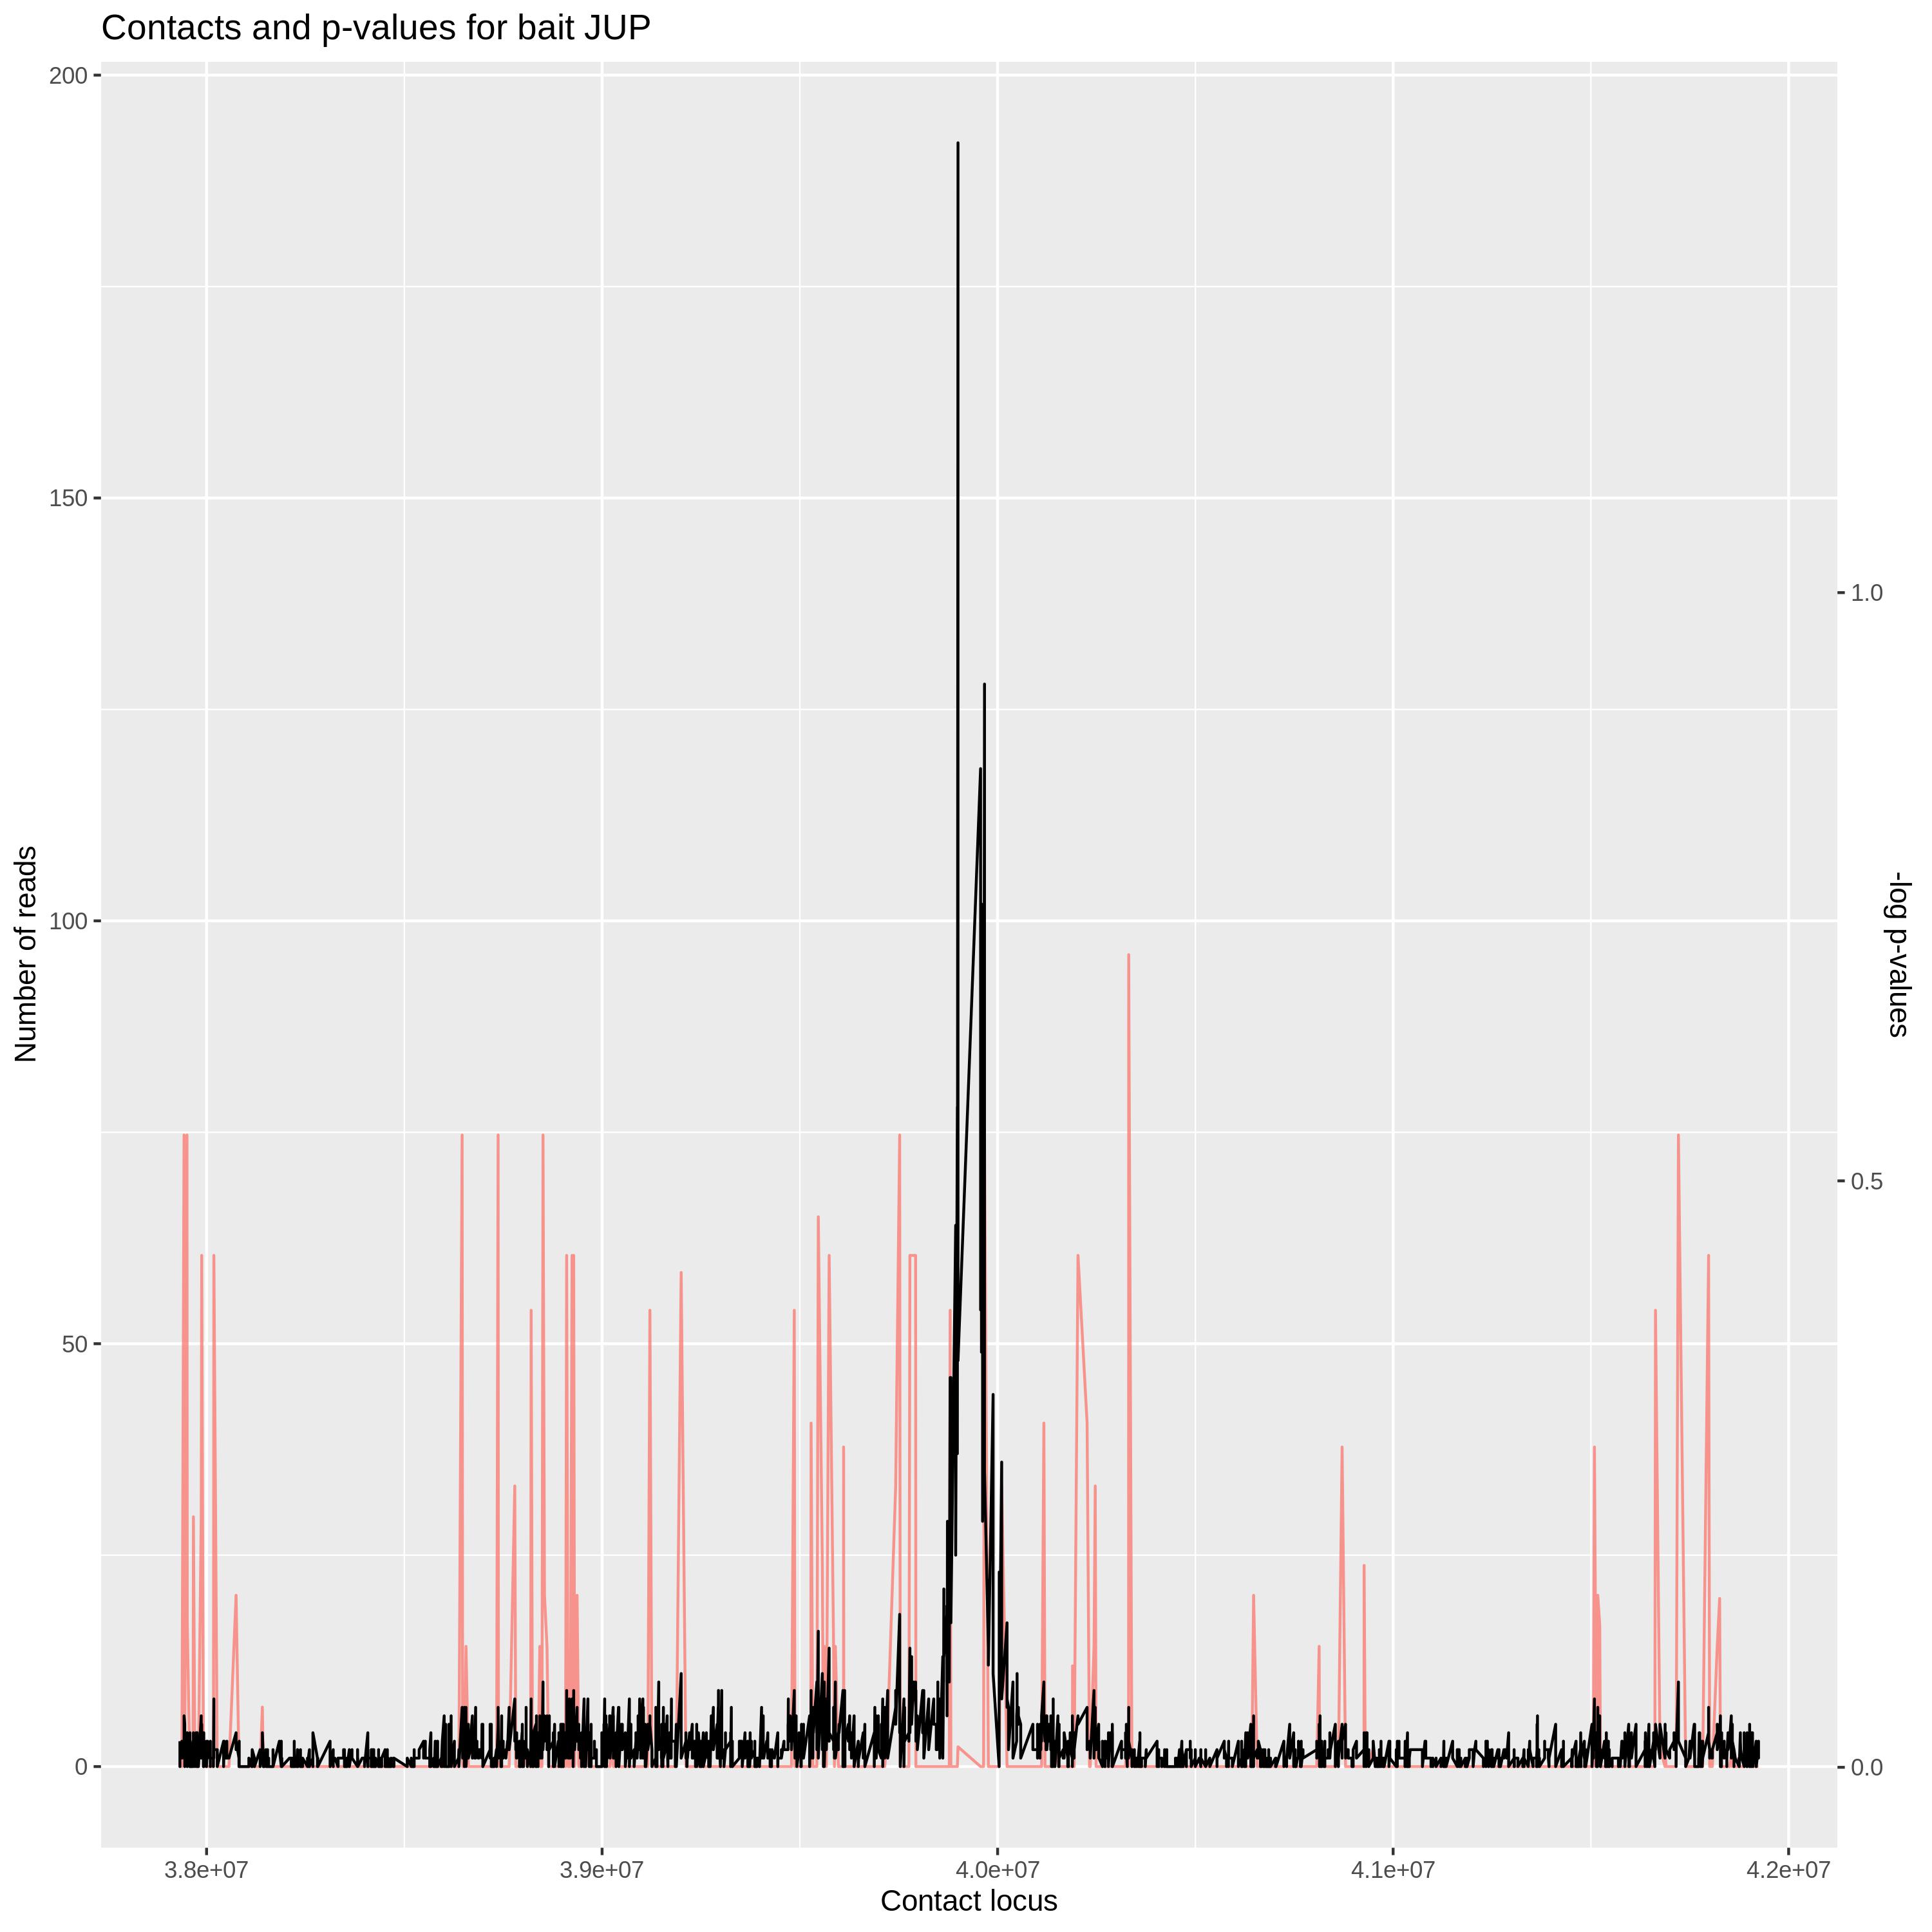 Contacts and p-values for bait JUP
200
150
100
50
0
Number of reads
1.0
0.5
0.0
-log p-values
3.8e+07
3.9e+07
4.0e+07
4.1e+07
4.2e+07
Contact locus